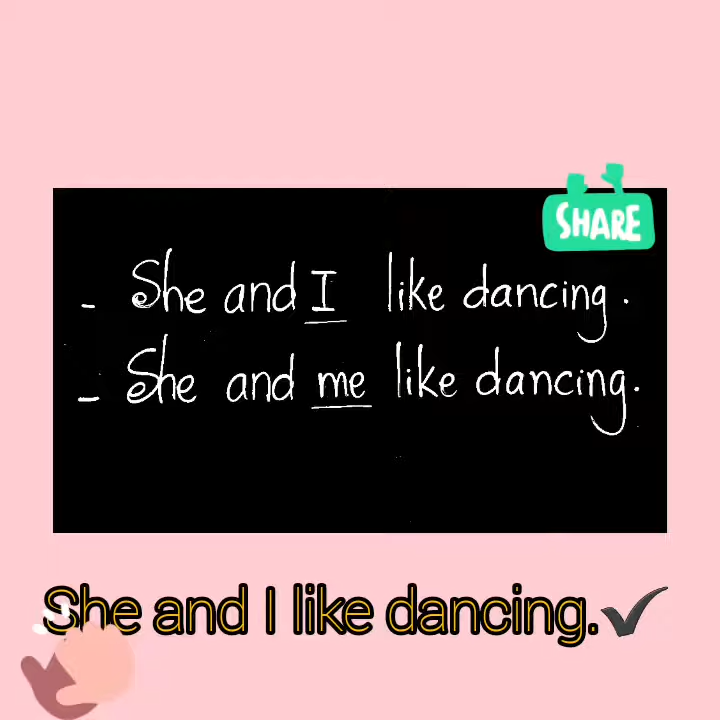 SHARE
- She and I like dancing.
- She and me like dancing.
She and I like dancing.✔